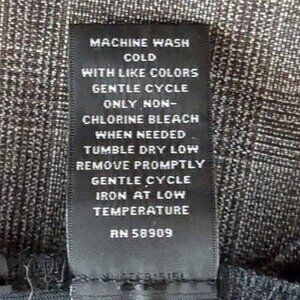 MACHINE WASH
COLD
WITH LIKE COLORS
GENTLE CYCLE
ONLY NON-
CHLORINE BLEACH
WHEN NEEDED
TUMBLE DRY LOW
REMOVE PROMPTLY
GENTLE CYCLE
IRON AT LOW
TEMPERATURE
RN 58909